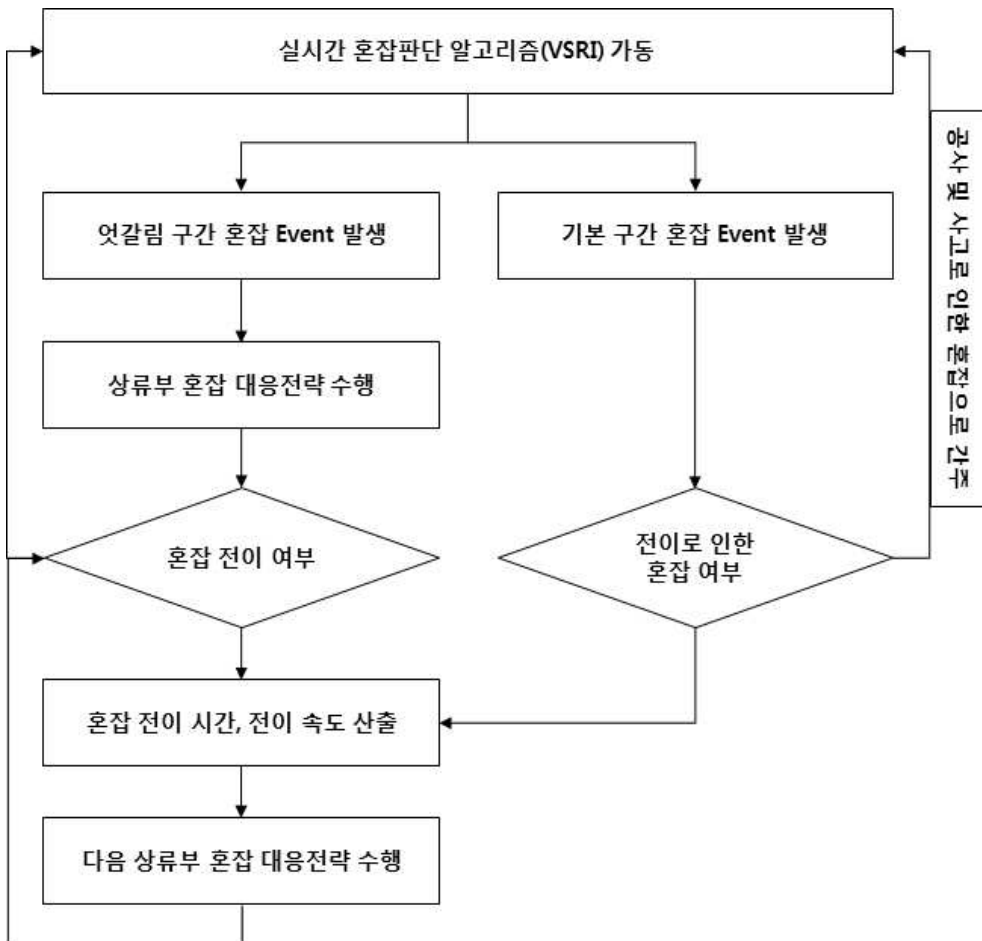 실시간 혼잡판단 알고리즘(VSRI) 가동
엇갈림 구간 혼잡 Event 발생
기본 구간 혼잡 Event 발생
공사 및 사고로 인한 혼잡으로 간주
상류부 혼잡 대응전략 수행
혼잡 전이 여부
전이로 인한
혼잡 여부
혼잡 전이 시간, 전이 속도 산출
다음 상류부 혼잡 대응전략 수행